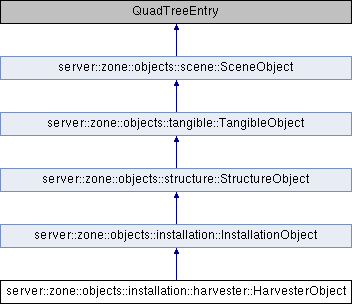 QuadTreeEntry
server::zone::objects::scene::SceneObject
server::zone::objects::tangible::TangibleObject
server::zone::objects::structure::StructureObject
server::zone::objects::installation::InstallationObject
server::zone::objects::installation::harvester::HarvesterObject